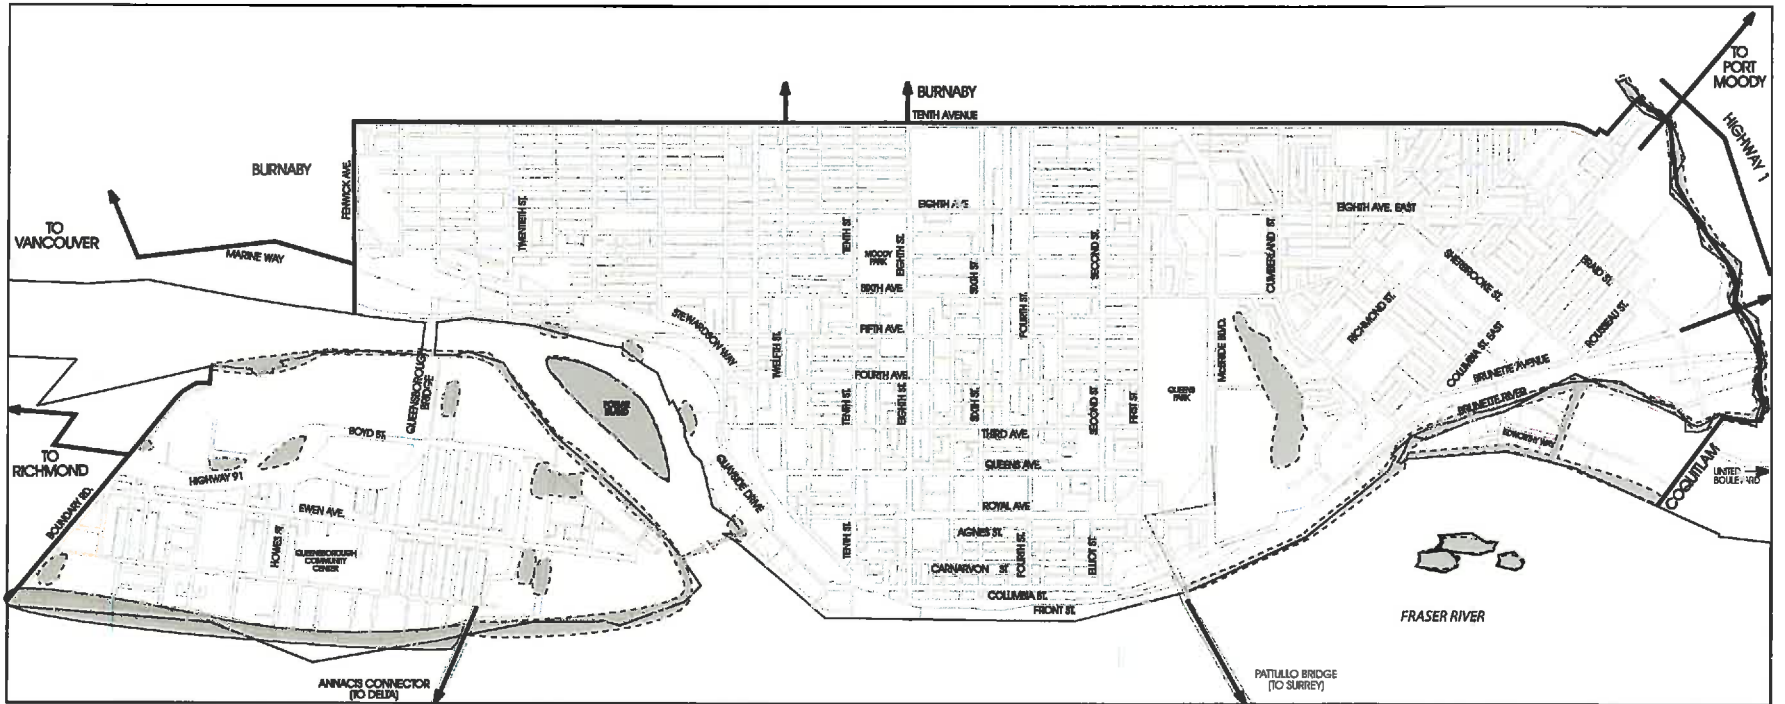 TO
PORT
MOODY
HIGHWAY 1
BURNABY
TENTH AVENUE
BURNABY
FENWICK AVE.
TO
VANCOUVER
MARINE WAY
TWENTIETH ST.
EIGHTH AVE
EIGHTH AVE. EAST
TENTH ST.
MOODY
PARK
EIGHTH ST.
SIXTH ST.
SECOND ST.
CUMBERLAND ST.
SIXTH AVE.
SHERBROOKE ST.
BRAID ST.
STEWARDSON WAY
TWELFTH ST.
FIFTH AVE.
FOURTH ST.
McBRIDE BLVD.
RICHMOND ST.
COLUMBIA ST. EAST
ROUSSEAU ST.
BRUNETTE AVENUE
FOURTH AVE.
QUEENSBOROUGH
BRIDGE
TENTH ST.
EIGHTH ST.
SIXTH ST.
SECOND ST.
FIRST ST.
QUEENS
PARK
BRUNETTE RIVER
THIRD AVE.
BOYD ST.
TO
RICHMOND
HIGHWAY 91
QUAYSIDE DRIVE
QUEENS AVE.
COQUITLAM
UNITED
BOULEVARD
BOUNDARY RD.
EWEN AVE.
ROYAL AVE
HOWES ST.
QUEENSBOROUGH
COMMUNITY
CENTER
TENTH ST.
AGNES ST.
FOURTH ST.
ELLIOT ST.
CARNARVON ST.
COLUMBIA ST.
FRONT ST.
FRASER RIVER
ANNACIS CONNECTOR
(TO DELTA)
PATTULLO BRIDGE
(TO SURREY)